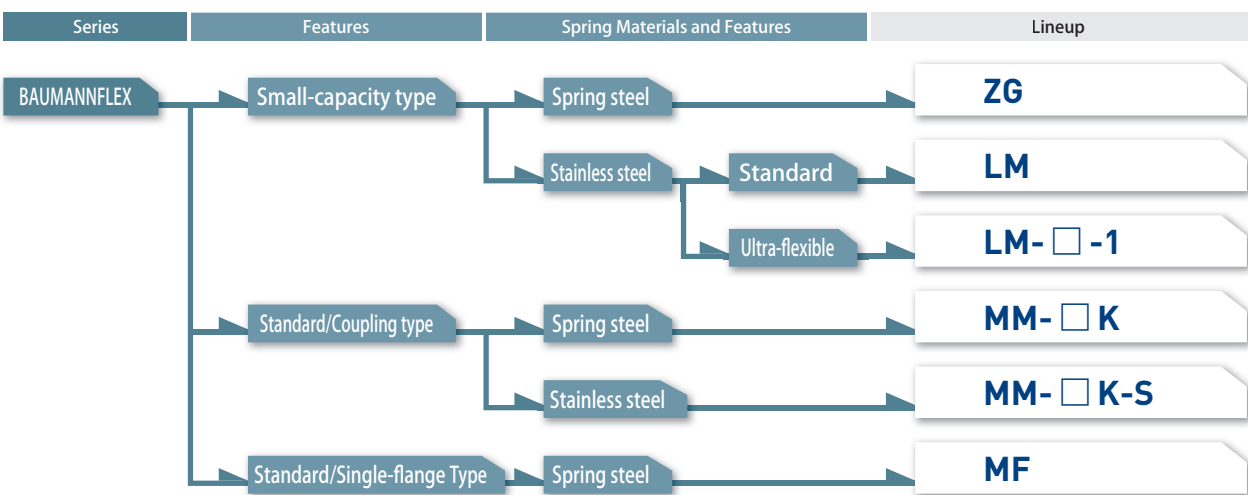 Series Features Spring Materials and Features Lineup
BAUMANNFLEX Small-capacity type Spring steel ZG
Stainless steel Standard LM
Ultra-flexible LM-□-1
Standard/Coupling type Spring steel MM-□K
Stainless steel MM-□K-S
Standard/Single-flange Type Spring steel MF